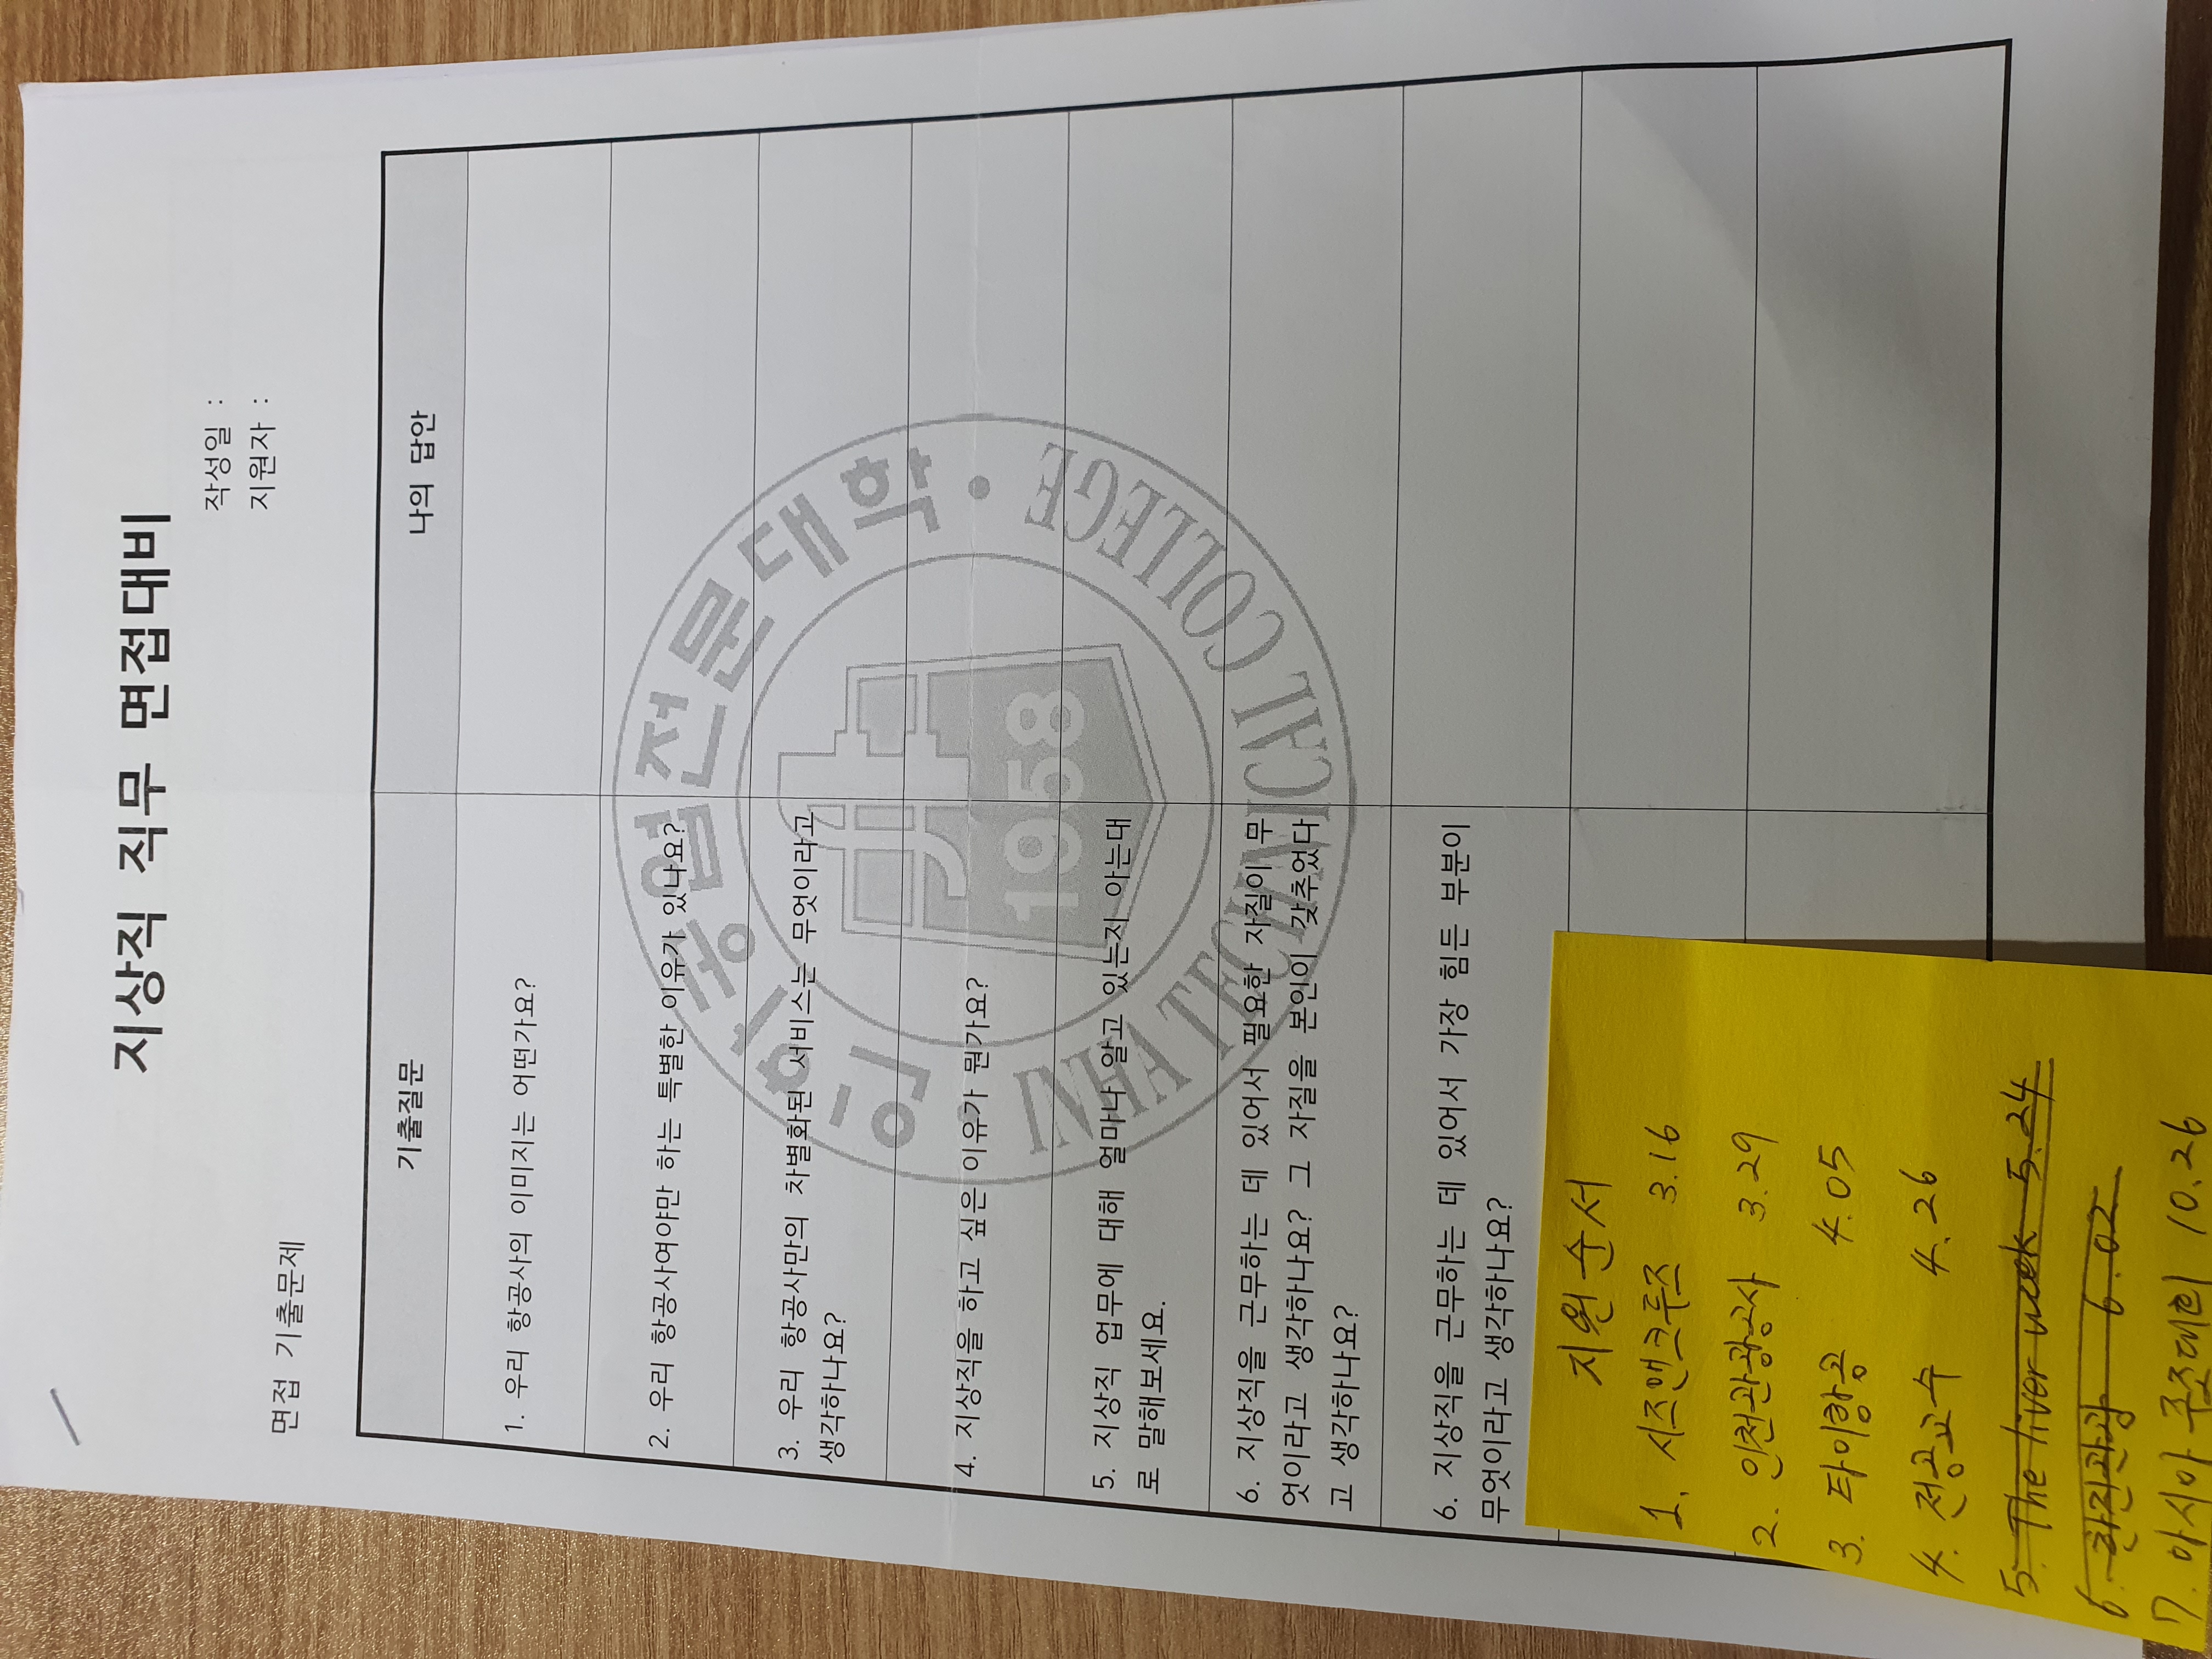 지상직 직무 면접대비
작성일 :
지원자 :
면접 기출문제
기출질문
나의 답안
1. 우리 항공사의 이미지는 어떤가요?
2. 우리 항공사여야만 하는 특별한 이유가 있나요?
3. 우리 항공사만의 차별화된 서비스는 무엇이라고
생각하나요?
4. 지상직을 하고 싶은 이유가 뭔가요?
5. 지상직 업무에 대해 얼마나 알고 있는지 아는대
로 말해보세요.
6. 지상직을 근무하는 데 있어서 필요한 자질이 무
엇이라고 생각하나요? 그 자질을 본인이 갖추었다
고 생각하나요?
6. 지상직을 근무하는 데 있어서 가장 힘든 부분이
무엇이라고 생각하나요?
인하공업전문대학
1958
INHA TECHNICAL COLLEGE
지원순서
1. 시즈앤크루즈 3.16
2. 인천관광공사 3.29
3. 타이항공 4.05
4. 전공교수 4.26
5. The liver week 5.24
6. 한진관광 6.02
7. 아시아 주조대회 10.26